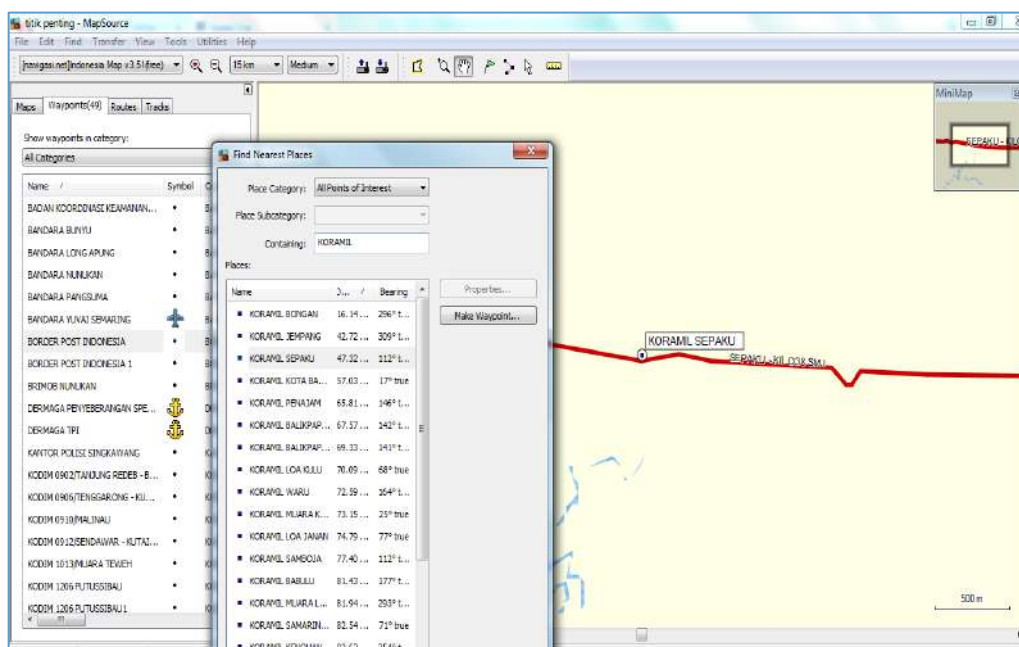 titik penting - MapSource
File Edit Find Transfer View Tools Utilities Help
[navigasi.net]Indonesia Map v3.51(free) 15 km Medium
Maps Waypoints(49) Routes Tracks
Show waypoints in category:
All Categories
Name / Symbol
BADAN KOORDINASI KEAMANAN...
BANDARA BUNYU
BANDARA LONG APUNG
BANDARA NUNUKAN
BANDARA PANGSUMA
BANDARA YUVAI SEMARING
BORDER POST INDONESIA
BORDER POST INDONESIA 1
BRIMOB NUNUKAN
DERMAGA PENYEBERANGAN SPE...
DERMAGA TPI
KANTOR POLISI SINGKAWANG
KODIM 0902/TANJUNG REDEB - B...
KODIM 0906/TENGGARONG - KU...
KODIM 0910/MALINAU
KODIM 0912/SENDAWAR - KUTAI...
KODIM 1013/MUARA TEWEH
KODIM 1206 PUTUSSIBAU
KODIM 1206 PUTUSSIBAU 1
Find Nearest Places
Place Category: All Points of Interest
Place Subcategory:
Containing: KORAMIL
Places:
Name D... / Bearing
KORAMIL BONGAN 16.14... 296° t...
KORAMIL JEMPANG 42.72... 309° t...
KORAMIL SEPAKU 47.22... 112° t...
KORAMIL KOTA BA... 57.03... 17° true
KORAMIL PENAJAM 65.81... 146° t...
KORAMIL BALIKPAP... 67.57... 142° t...
KORAMIL BALIKPAP... 69.33... 141° t...
KORAMIL LOA KULU 70.09... 68° true
KORAMIL WARU 72.59... 164° t...
KORAMIL MUARA K... 73.15... 25° true
KORAMIL LOA JANAN 74.79... 77° true
KORAMIL SAMBOJA 77.40... 112° t...
KORAMIL BABULU 81.43... 177° t...
KORAMIL MUARA L... 81.94... 293° t...
KORAMIL SAMARIN... 82.54... 71° true
Properties...
Make Waypoint...
KORAMIL SEPAKU
MiniMap
500 m